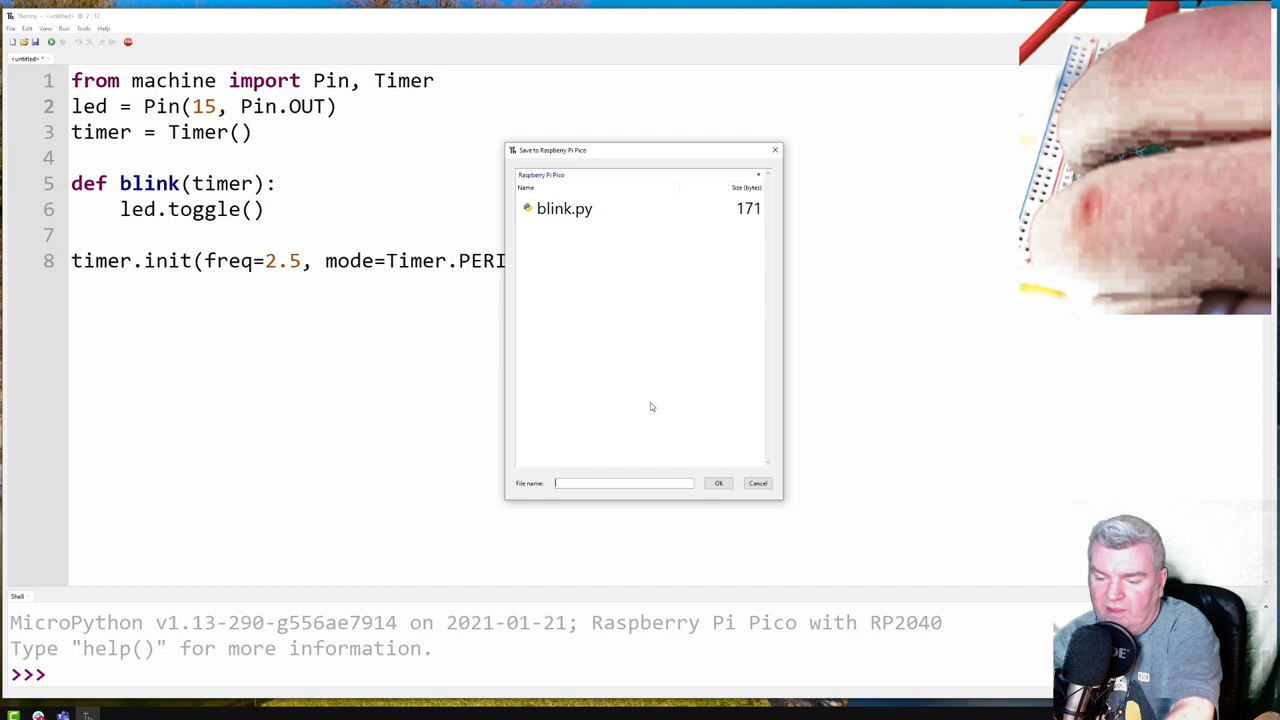 Thonny - <untitled> @ 2 : 12
File Edit View Run Tools Help
<untitled> *
1 from machine import Pin, Timer
2 led = Pin(15, Pin.OUT)
3 timer = Timer()
4
5 def blink(timer):
6 led.toggle()
7
8 timer.init(freq=2.5, mode=Timer.PERI
Save to Raspberry Pi Pico
Raspberry Pi Pico
Name Size (bytes)
blink.py 171
File name: OK Cancel
Shell
MicroPython v1.13-290-g556ae7914 on 2021-01-21; Raspberry Pi Pico with RP2040
Type "help()" for more information.
>>>